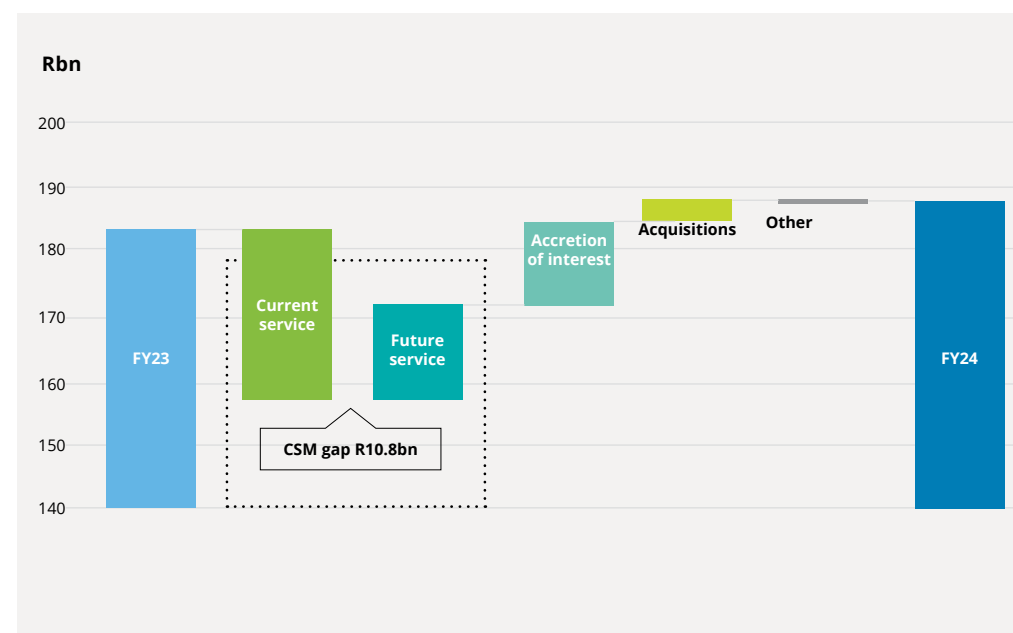 Rbn
200
190
180
170
160
150
140
FY23
Current
service
Future
service
CSM gap R10.8bn
Accretion
of interest
Acquisitions
Other
FY24